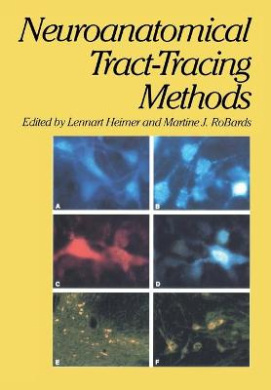 Neuroanatomical
Tract-Tracing
Methods
Edited by Lennart Heimer and Martine J. RoBards
A
B
C
D
E
F